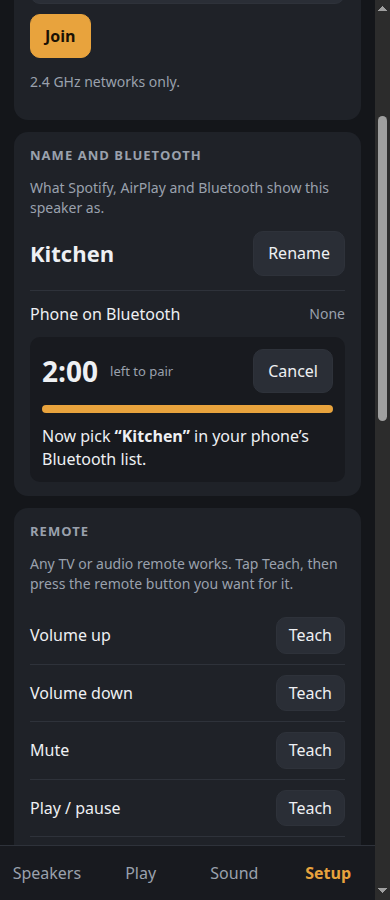 Join
2.4 GHz networks only.
NAME AND BLUETOOTH
What Spotify, AirPlay and Bluetooth show this
speaker as.
Kitchen
Rename
Phone on Bluetooth
None
2:00 left to pair
Cancel
Now pick “Kitchen” in your phone’s
Bluetooth list.
REMOTE
Any TV or audio remote works. Tap Teach, then
press the remote button you want for it.
Volume up
Teach
Volume down
Teach
Mute
Teach
Play / pause
Teach
Speakers
Play
Sound
Setup